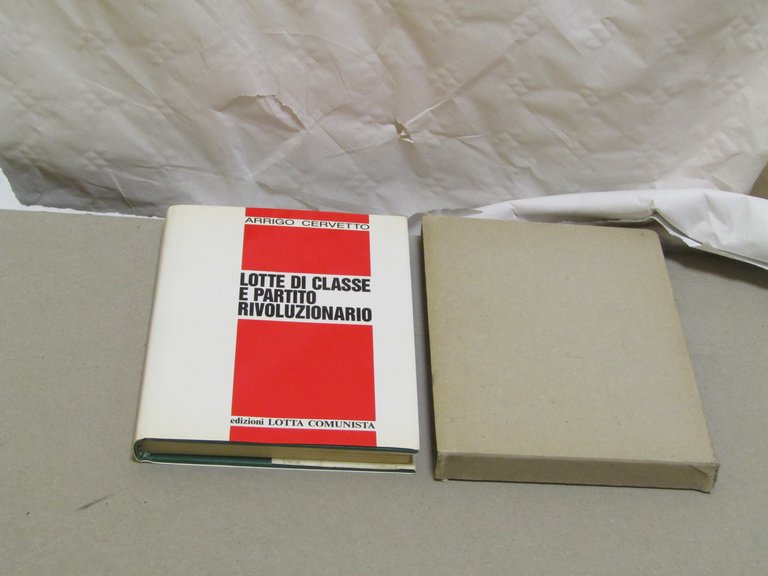 ARRIGO CERVETTO
LOTTE DI CLASSE
E PARTITO
RIVOLUZIONARIO
edizioni LOTTA COMUNISTA